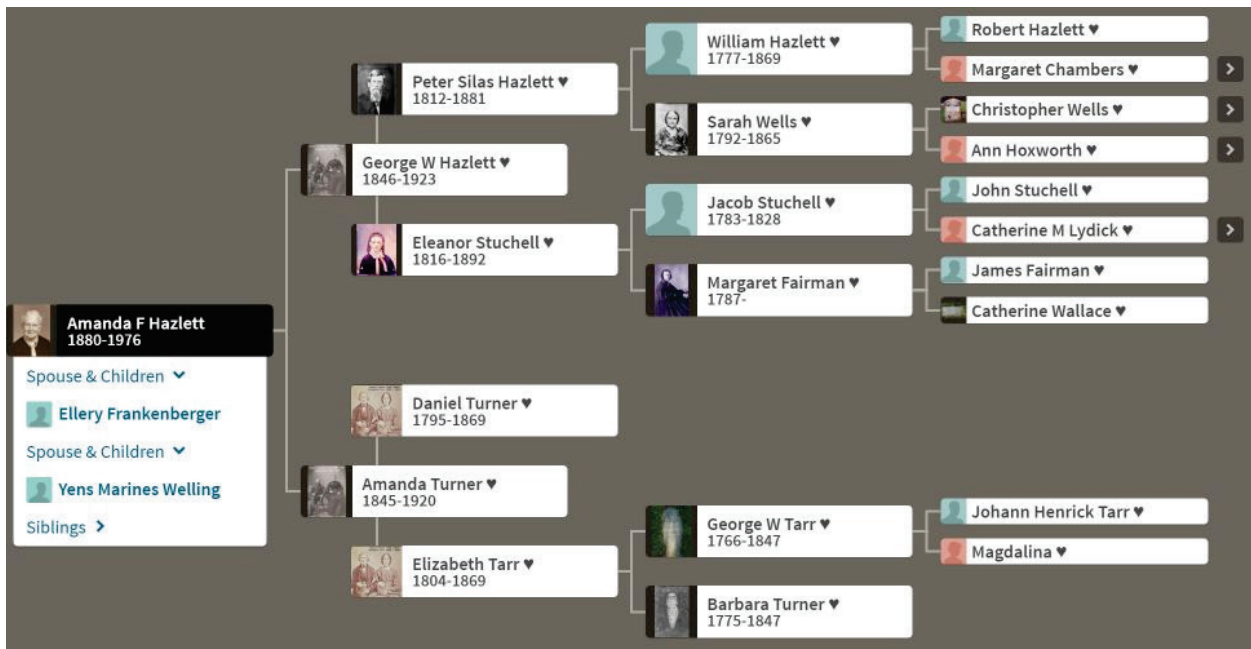 Amanda F Hazlett
1880-1976
Spouse & Children
Ellery Frankenberger
Spouse & Children
Yens Marines Welling
Siblings
George W Hazlett ♥
1846-1923
Amanda Turner ♥
1845-1920
Peter Silas Hazlett ♥
1812-1881
Eleanor Stuchell ♥
1816-1892
Daniel Turner ♥
1795-1869
Elizabeth Tarr ♥
1804-1869
William Hazlett ♥
1777-1869
Sarah Wells ♥
1792-1865
Jacob Stuchell ♥
1783-1828
Margaret Fairman ♥
1787-
George W Tarr ♥
1766-1847
Barbara Turner ♥
1775-1847
Robert Hazlett ♥
Margaret Chambers ♥
Christopher Wells ♥
Ann Hoxworth ♥
John Stuchell ♥
Catherine M Lydick ♥
James Fairman ♥
Catherine Wallace ♥
Johann Henrick Tarr ♥
Magdalina ♥